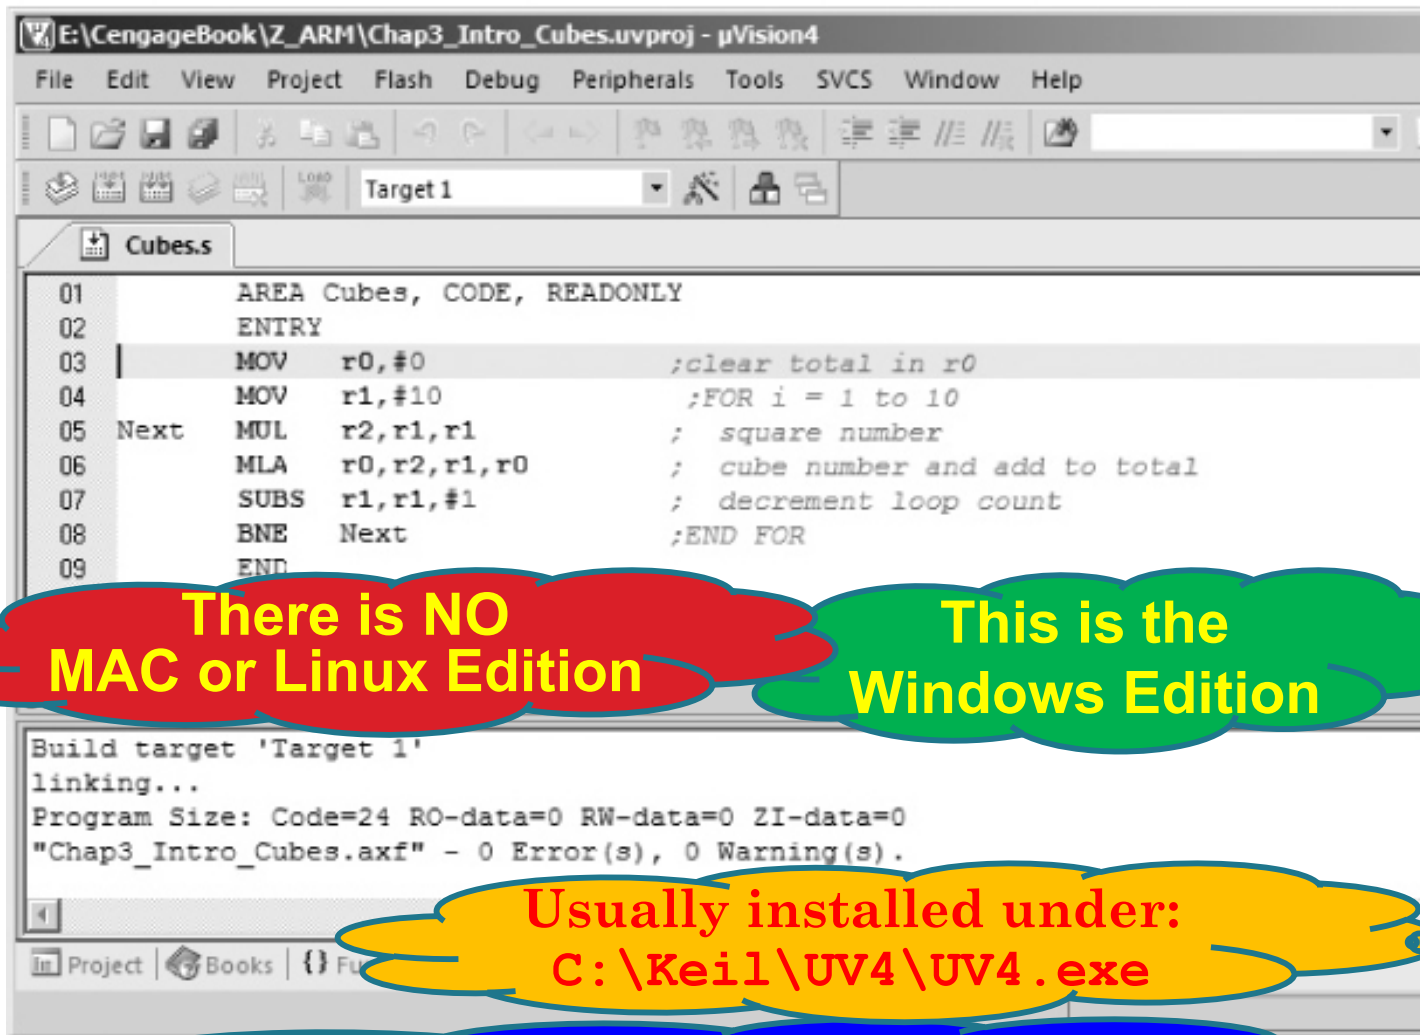 E:\CengageBook\Z_ARM\Chap3_Intro_Cubes.uvproj - µVision4
File Edit View Project Flash Debug Peripherals Tools SVCS Window Help
Target 1
Cubes.s
01 AREA Cubes, CODE, READONLY
02 ENTRY
03 MOV r0,#0 ;clear total in r0
04 MOV r1,#10 ;FOR i = 1 to 10
05 Next MUL r2,r1,r1 ; square number
06 MLA r0,r2,r1,r0 ; cube number and add to total
07 SUBS r1,r1,#1 ; decrement loop count
08 BNE Next ;END FOR
09 END
There is NO
MAC or Linux Edition
This is the
Windows Edition
Build target 'Target 1'
linking...
Program Size: Code=24 RO-data=0 RW-data=0 ZI-data=0
"Chap3_Intro_Cubes.axf" - 0 Error(s), 0 Warning(s).
Usually installed under:
C:\Keil\UV4\UV4.exe
Project Books {} Fu